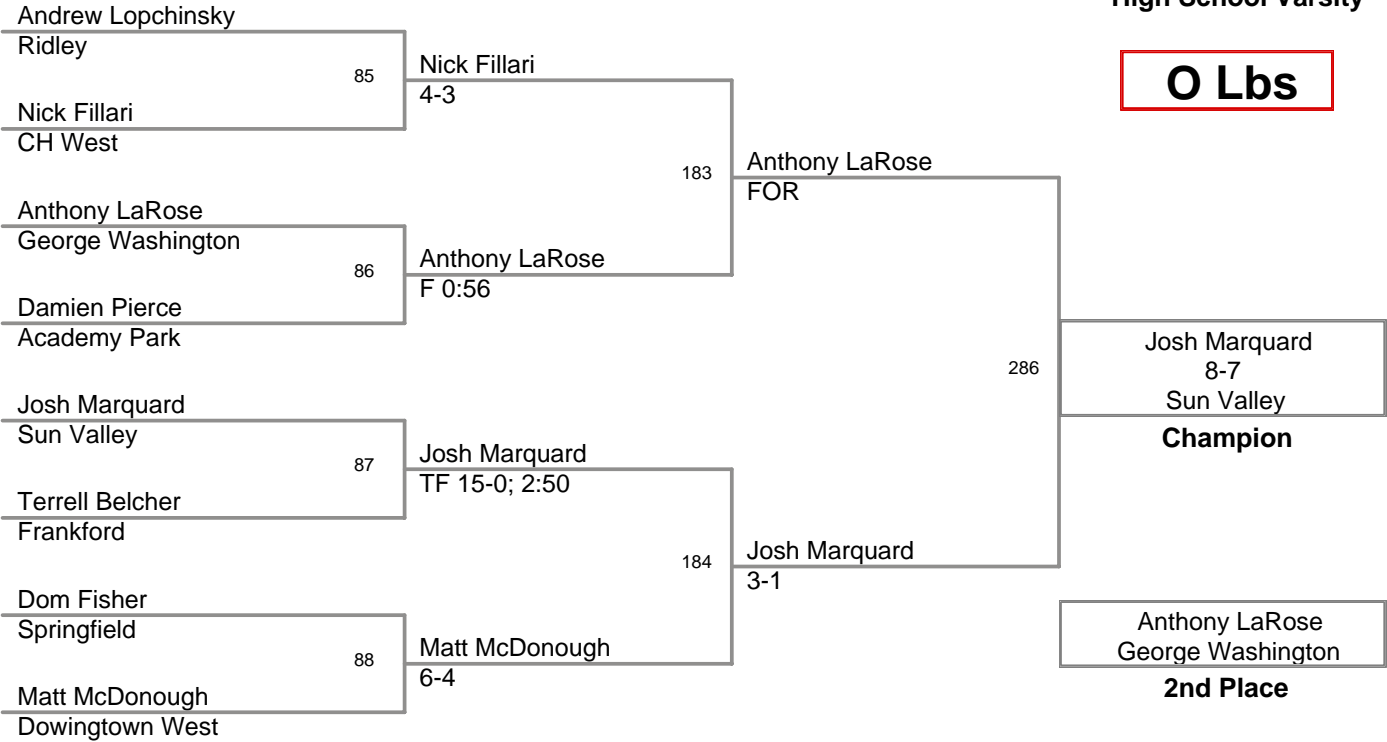 High School Varsity
O Lbs
Andrew Lopchinsky
Ridley
85
Nick Fillari
4-3
Nick Fillari
CH West
183
Anthony LaRose
FOR
Anthony LaRose
George Washington
86
Anthony LaRose
F 0:56
Damien Pierce
Academy Park
286
Josh Marquard
8-7
Sun Valley
Champion
Josh Marquard
Sun Valley
87
Josh Marquard
TF 15-0; 2:50
Terrell Belcher
Frankford
184
Josh Marquard
3-1
Dom Fisher
Springfield
88
Matt McDonough
6-4
Matt McDonough
Dowingtown West
Anthony LaRose
George Washington
2nd Place